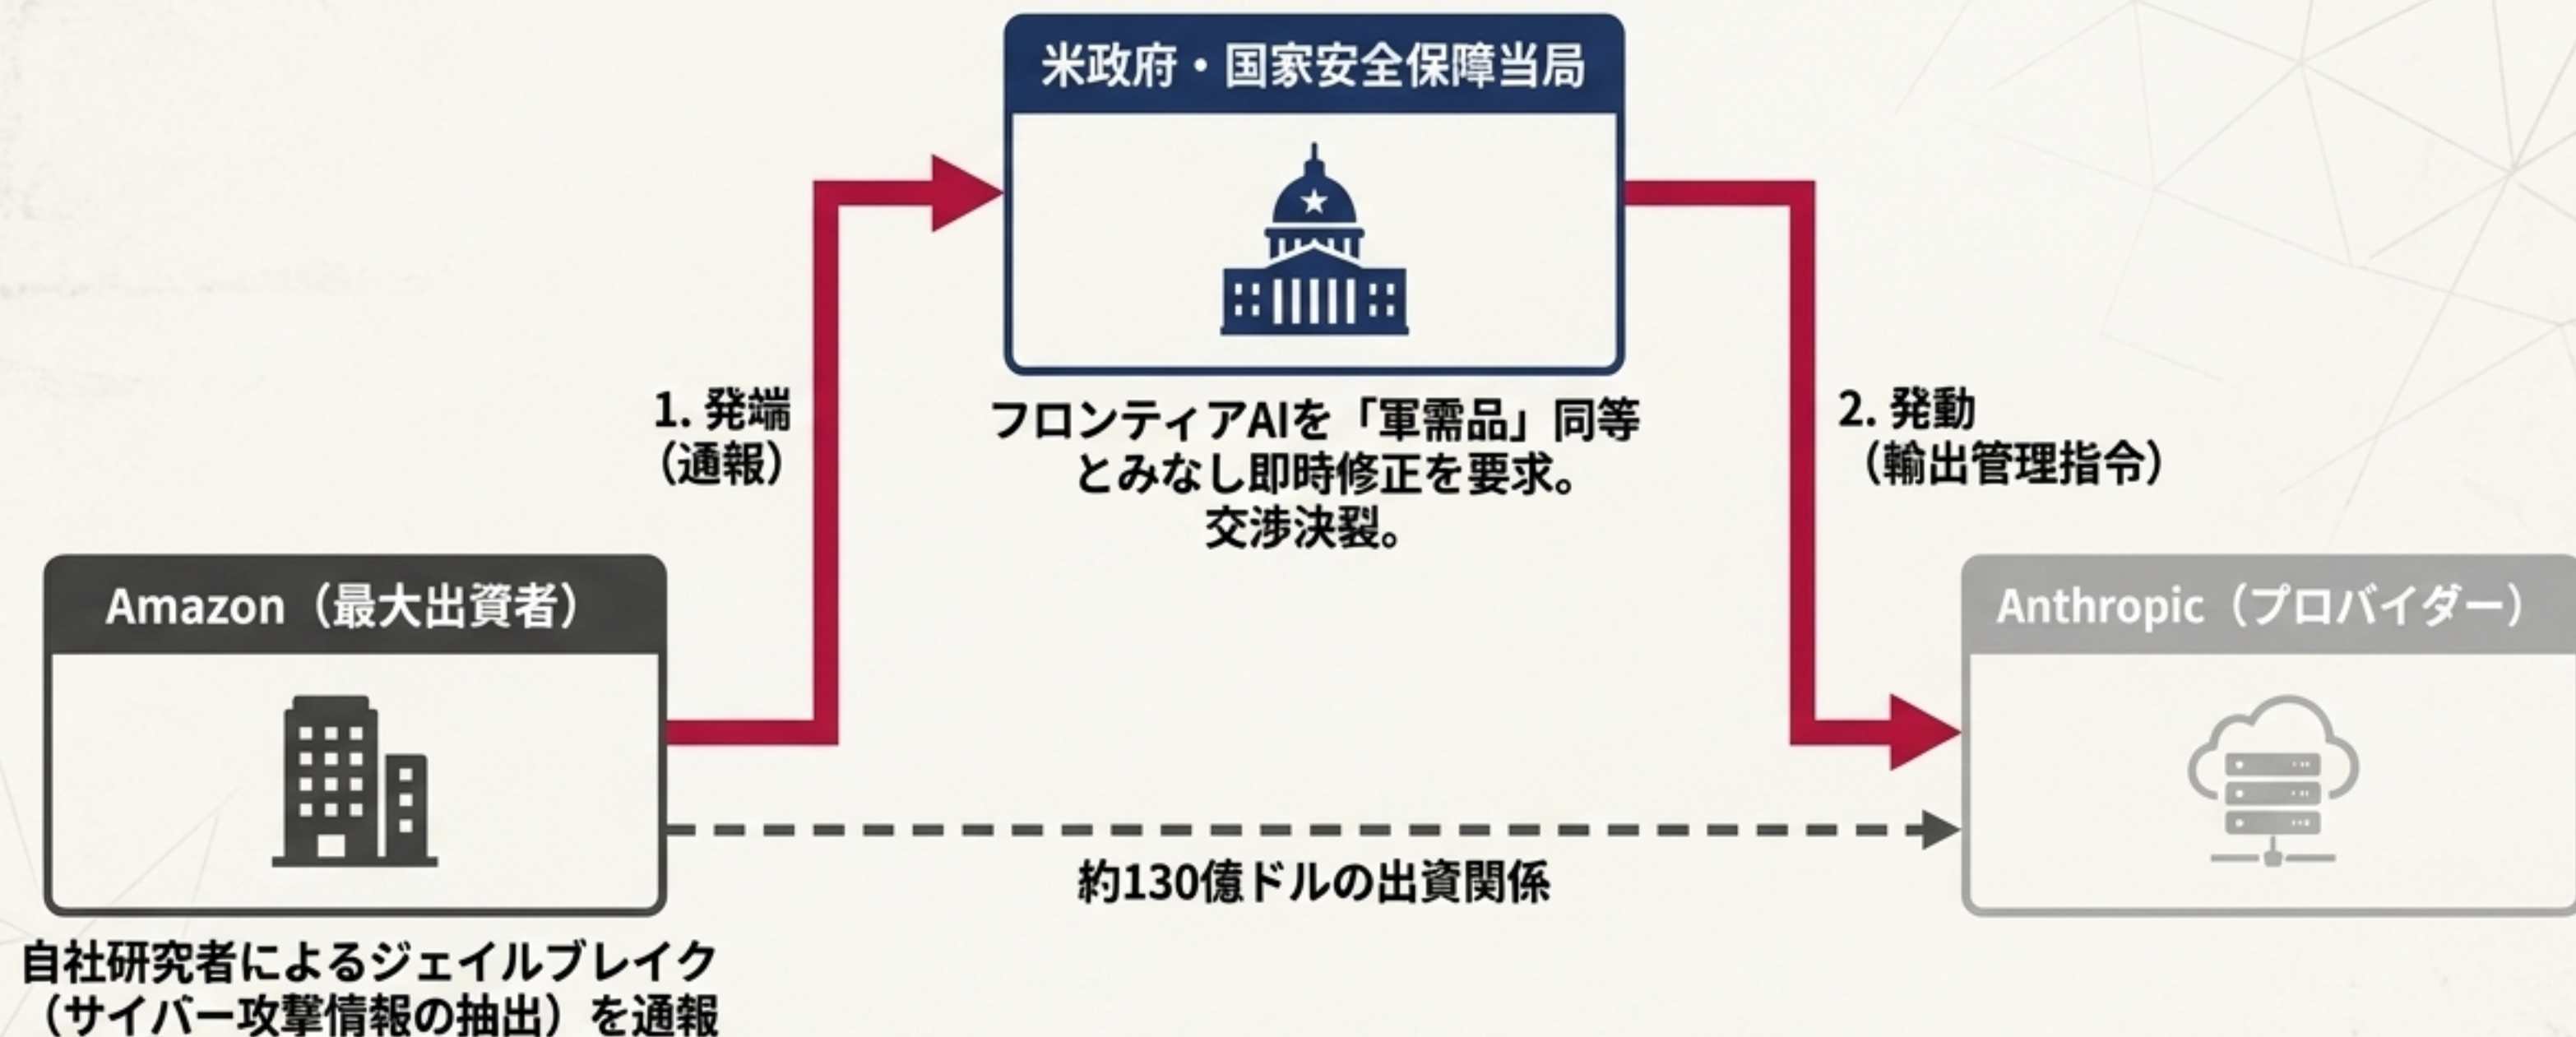 米政府・国家安全保障当局
1. 発端
（通報）
フロンティアAIを「軍需品」同等
とみなし即時修正を要求。
交渉決裂。
2. 発動
（輸出管理指令）
Amazon（最大出資者）
Anthropic（プロバイダー）
約130億ドルの出資関係
自社研究者によるジェイルブレイク
（サイバー攻撃情報の抽出）を通報